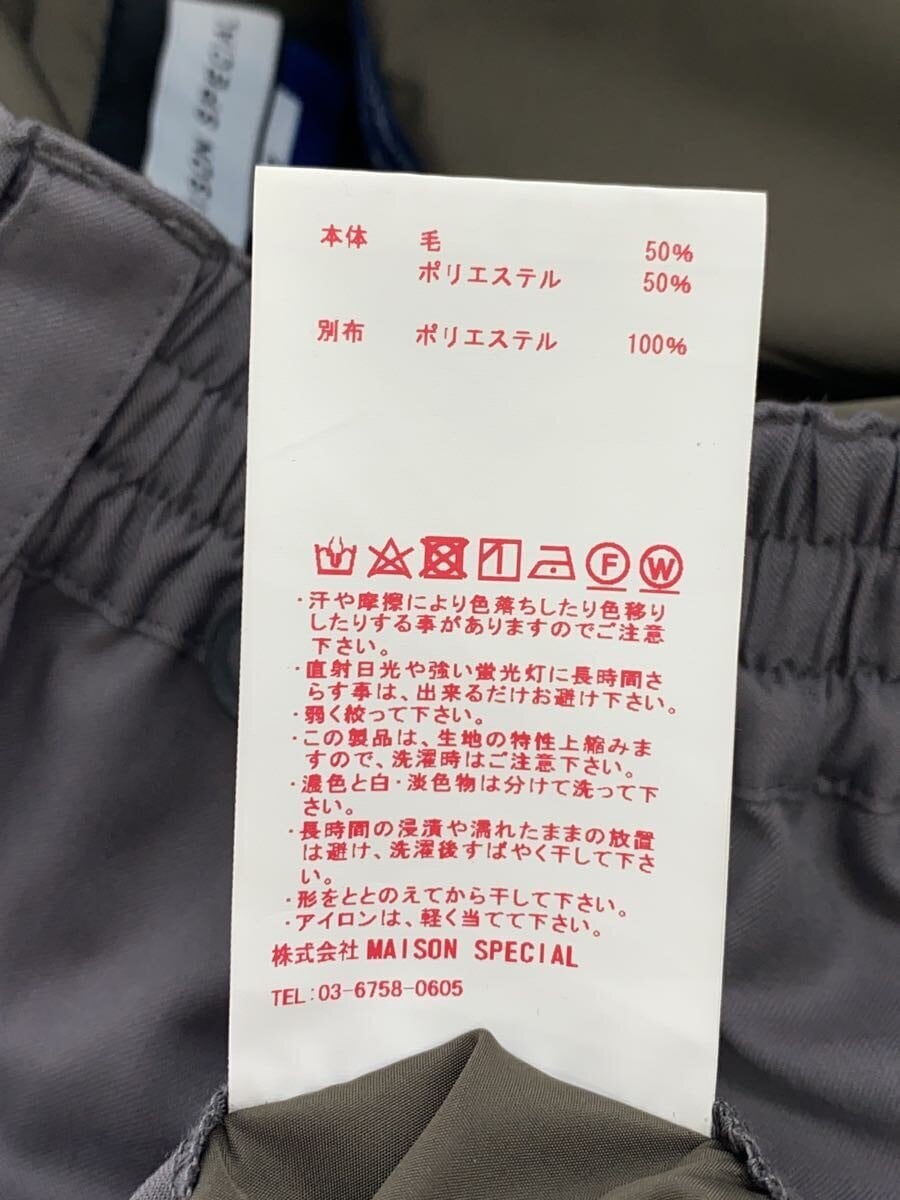 SON SPECIAL
本体 毛 50%
ポリエステル 50%
別布 ポリエステル 100%
F W
・汗や摩擦により色落ちしたり色移り
したりする事がありますのでご注意
下さい。
・直射日光や強い蛍光灯に長時間さ
らす事は、出来るだけお避け下さい。
・弱く絞って下さい。
・この製品は、生地の特性上縮みま
すので、洗濯時はご注意下さい。
・濃色と白・淡色物は分けて洗って下
さい。
・長時間の浸漬や濡れたままの放置
は避け、洗濯後すばやく干して下さ
い。
・形をととのえてから干して下さい。
・アイロンは、軽く当てて下さい。
株式会社 MAISON SPECIAL
TEL:03-6758-0605